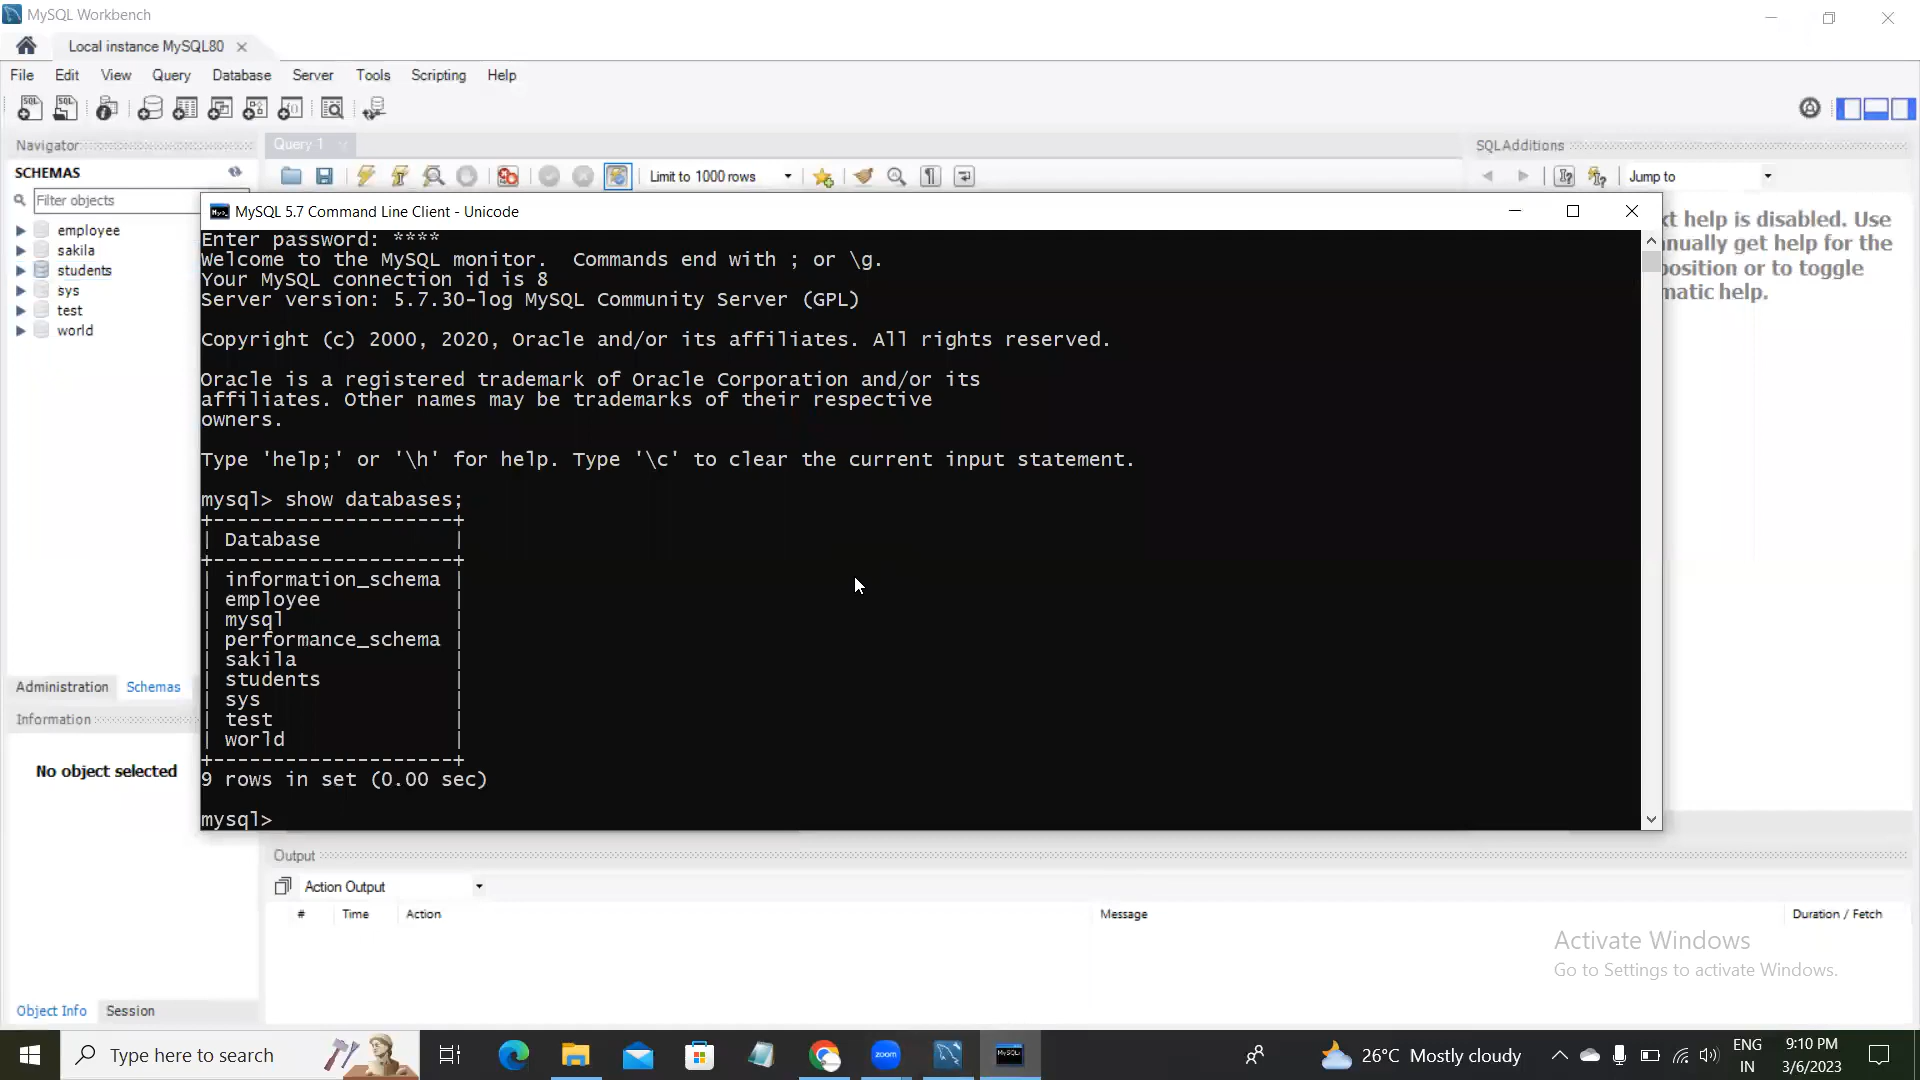 MySQL Workbench
Local instance MySQL80
File Edit View Query Database Server Tools Scripting Help
Navigator
Query 1
SQLAdditions
SCHEMAS
Limit to 1000 rows
Jump to
Filter objects
employee
sakila
students
sys
test
world
MySQL 5.7 Command Line Client - Unicode
Enter password: ****
Welcome to the MySQL monitor.  Commands end with ; or \g.
Your MySQL connection id is 8
Server version: 5.7.30-log MySQL Community Server (GPL)
Copyright (c) 2000, 2020, Oracle and/or its affiliates. All rights reserved.
Oracle is a registered trademark of Oracle Corporation and/or its
affiliates. Other names may be trademarks of their respective
owners.
Type 'help;' or '\h' for help. Type '\c' to clear the current input statement.
mysql> show databases;
+--------------------+
| Database           |
+--------------------+
| information_schema |
| employee           |
| mysql              |
| performance_schema |
| sakila             |
| students           |
| sys                |
| test               |
| world              |
+--------------------+
9 rows in set (0.00 sec)
mysql>
help is disabled. Use
get help for the
or to toggle
help.
Administration Schemas
Information
No object selected
Output
Action Output
# Time Action Message Duration / Fetch
Activate Windows
Go to Settings to activate Windows.
Object Info Session
Type here to search
zoom
MySQL
26°C Mostly cloudy
ENG
IN
9:10 PM
3/6/2023